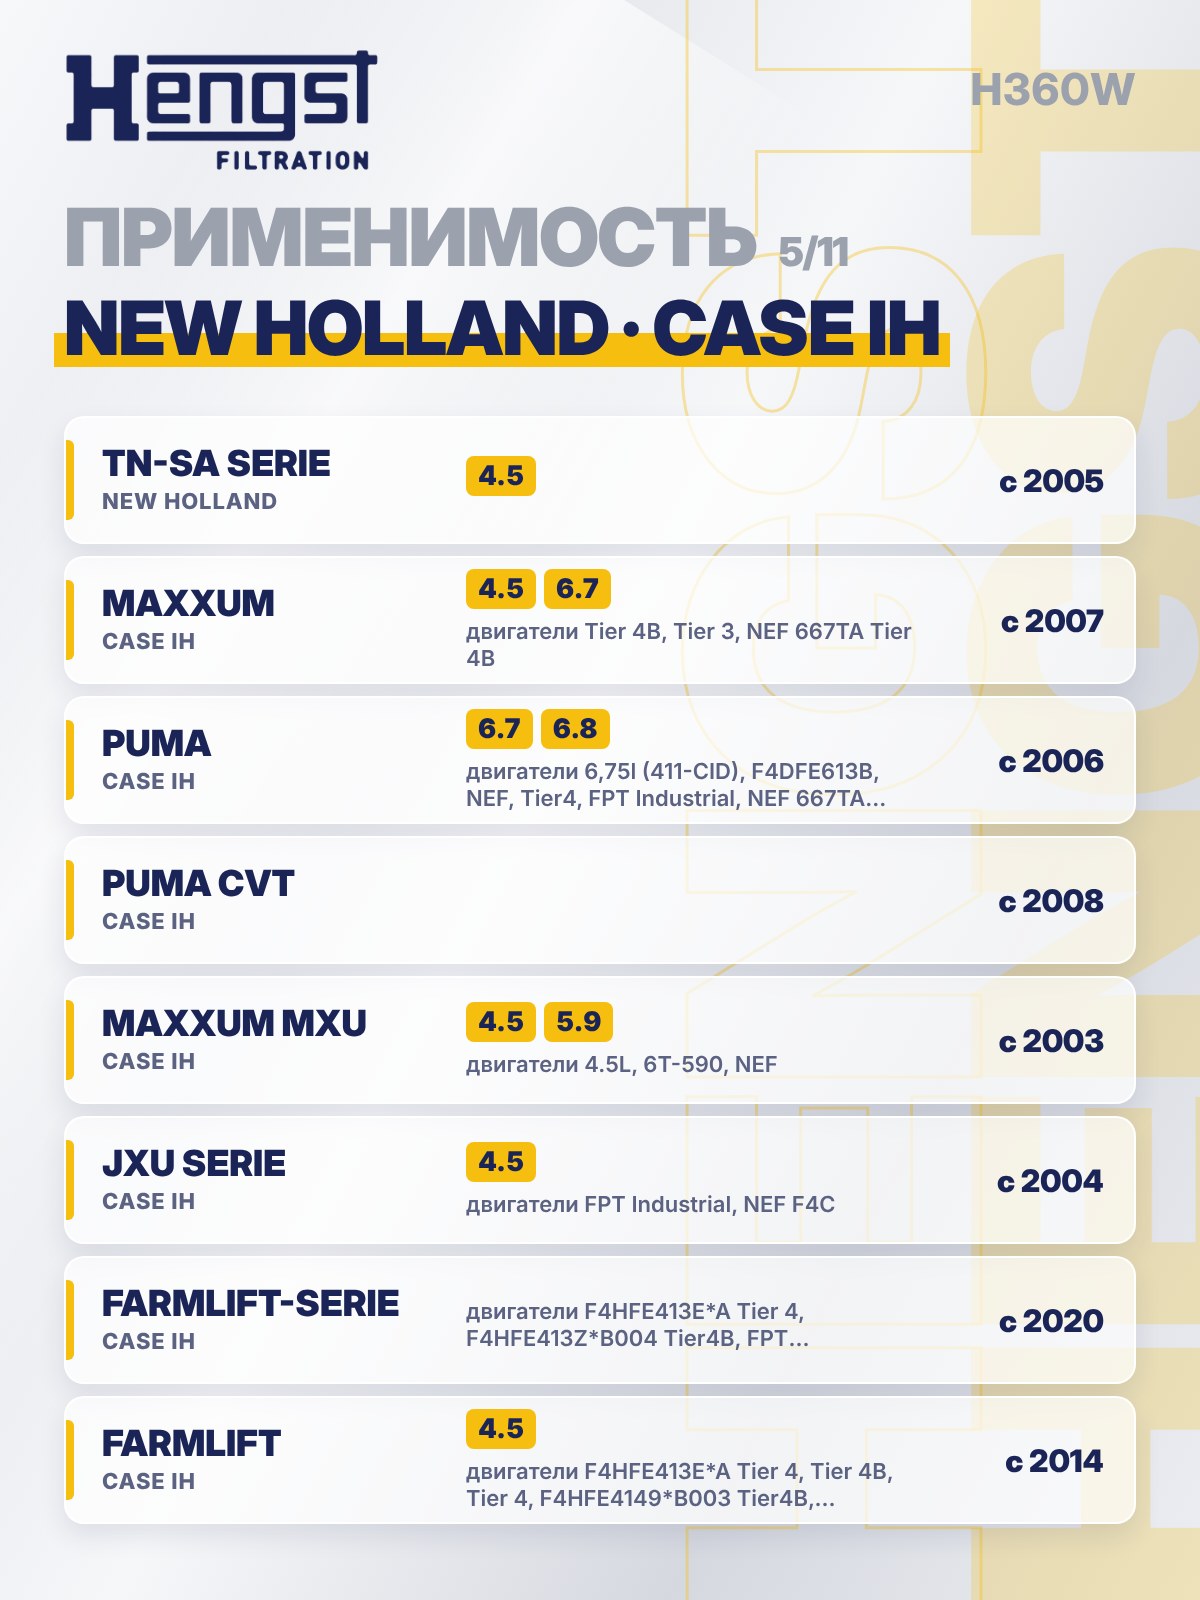 Hengst
FILTRATION
H360W
ПРИМЕНИМОСТЬ 5/11
NEW HOLLAND · CASE IH
TN-SA SERIE
NEW HOLLAND
4.5
с 2005
MAXXUM
CASE IH
4.5 6.7
двигатели Tier 4B, Tier 3, NEF 667TA Tier
4B
с 2007
PUMA
CASE IH
6.7 6.8
двигатели 6,75l (411-CID), F4DFE613B,
NEF, Tier4, FPT Industrial, NEF 667TA...
с 2006
PUMA CVT
CASE IH
с 2008
MAXXUM MXU
CASE IH
4.5 5.9
двигатели 4.5L, 6T-590, NEF
с 2003
JXU SERIE
CASE IH
4.5
двигатели FPT Industrial, NEF F4C
с 2004
FARMLIFT-SERIE
CASE IH
двигатели F4HFE413E*A Tier 4,
F4HFE413Z*B004 Tier4B, FPT...
с 2020
FARMLIFT
CASE IH
4.5
двигатели F4HFE413E*A Tier 4, Tier 4B,
Tier 4, F4HFE4149*B003 Tier4B,...
с 2014
HENGST